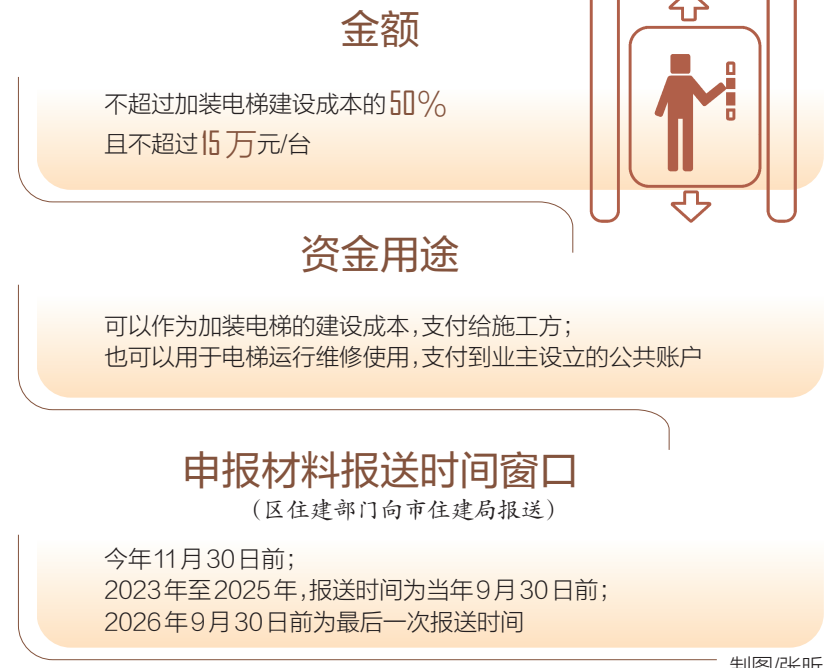 金额
不超过加装电梯建设成本的50%
且不超过15万元/台
资金用途
可以作为加装电梯的建设成本,支付给施工方;
也可以用于电梯运行维修使用,支付到业主设立的公共账户
申报材料报送时间窗口
(区住建部门向市住建局报送)
今年11月30日前;
2023年至2025年,报送时间为当年9月30日前;
2026年9月30日前为最后一次报送时间
制图/张昕